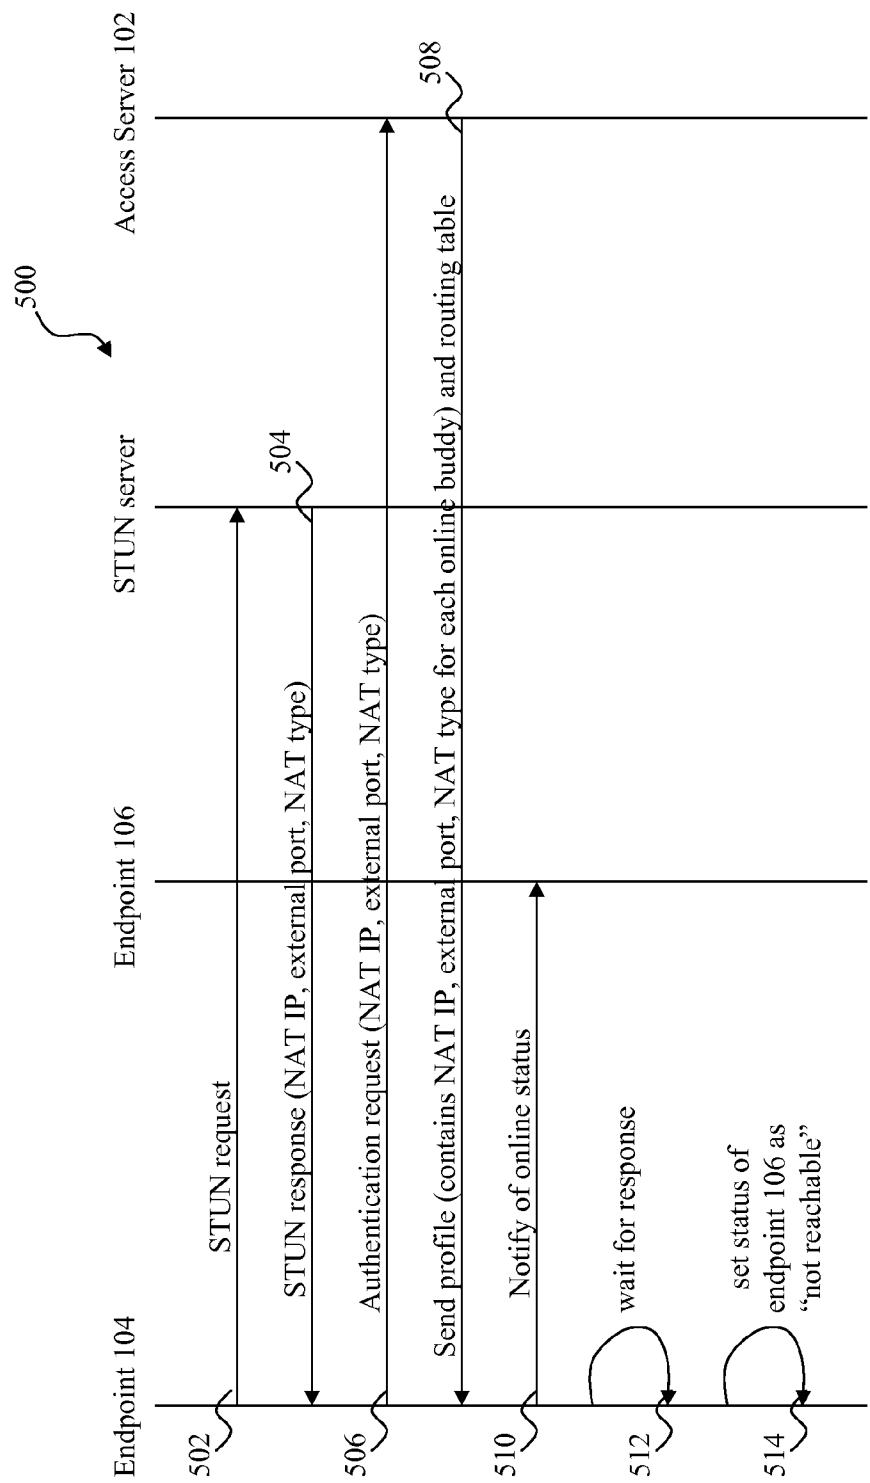 500
Endpoint 104
Endpoint 106
STUN server
Access Server 102
502
STUN request
504
STUN response (NAT IP, external port, NAT type)
506
Authentication request (NAT IP, external port, NAT type)
508
Send profile (contains NAT IP, external port, NAT type for each online buddy) and routing table
510
Notify of online status
512
wait for response
514
set status of
endpoint 106 as
“not reachable”